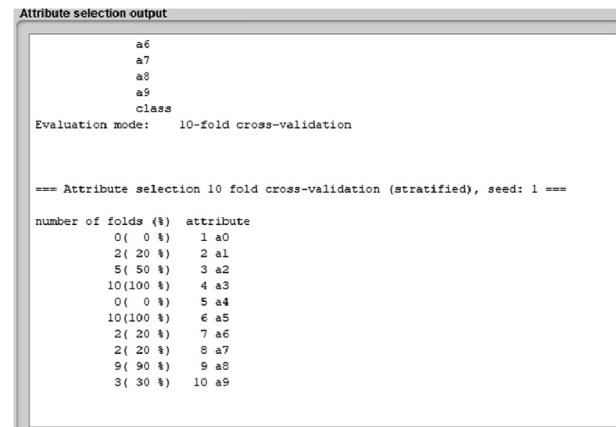 Attribute selection output
a6
a7
a8
a9
class
Evaluation mode:    10-fold cross-validation
=== Attribute selection 10 fold cross-validation (stratified), seed: 1 ===
number of folds (%)  attribute
0(  0 %)    1 a0
2( 20 %)    2 a1
5( 50 %)    3 a2
10(100 %)    4 a3
0(  0 %)    5 a4
10(100 %)    6 a5
2( 20 %)    7 a6
2( 20 %)    8 a7
9( 90 %)    9 a8
3( 30 %)   10 a9